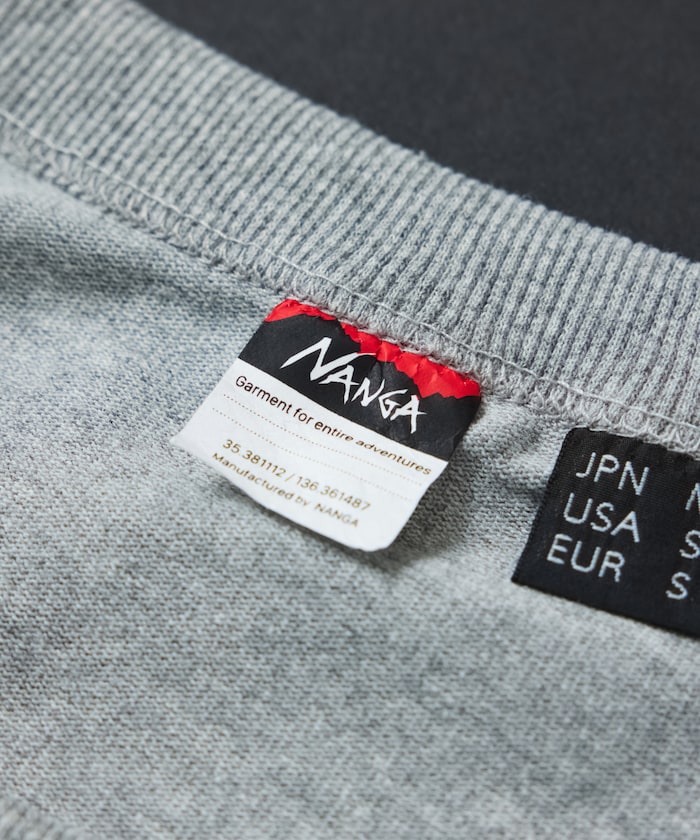 NANGA
Garment for entire adventures
35.381112 / 136.361487
Manufactured by NANGA
JPN
USA S
EUR S